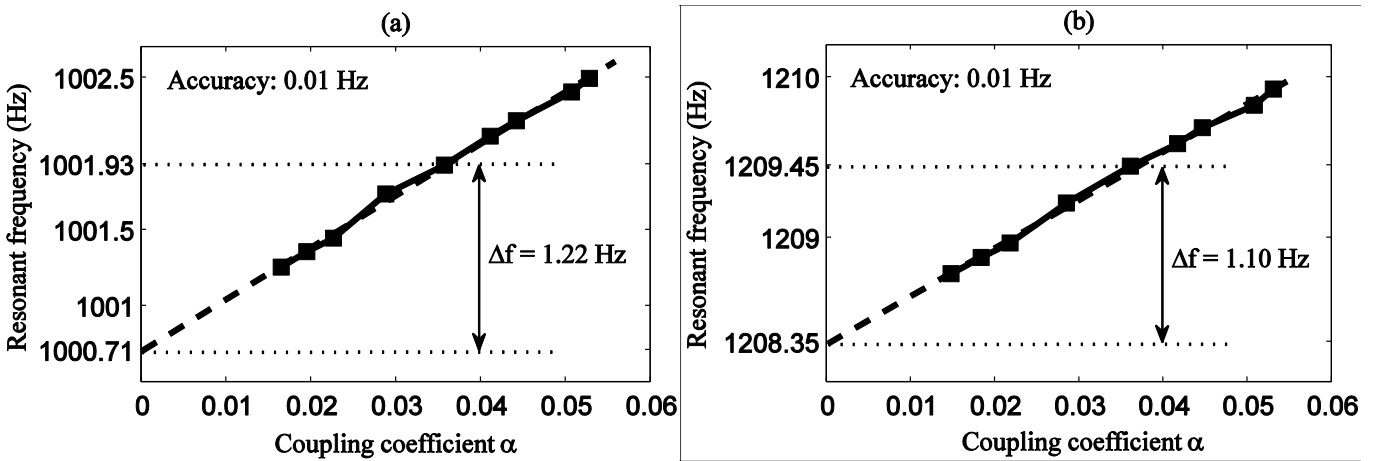 (a)
Accuracy: 0.01 Hz
Resonant frequency (Hz)
1002.5
1001.93
1001.5
1001
1000.71
Δf = 1.22 Hz
0 0.01 0.02 0.03 0.04 0.05 0.06
Coupling coefficient α
(b)
Accuracy: 0.01 Hz
Resonant frequency (Hz)
1210
1209.45
1209
1208.35
Δf = 1.10 Hz
0 0.01 0.02 0.03 0.04 0.05 0.06
Coupling coefficient α